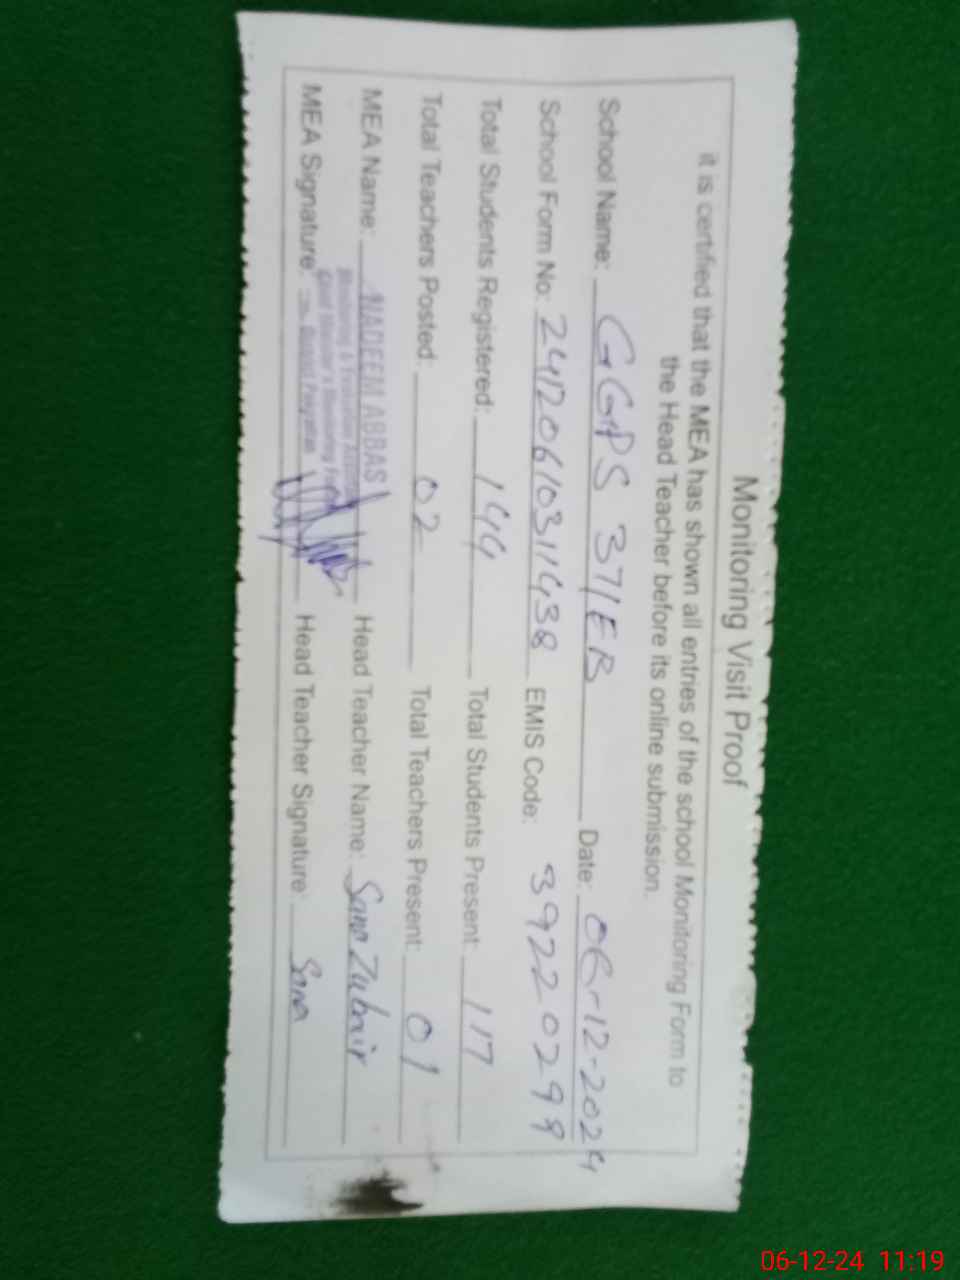 Monitoring Visit Proof
it is certified that the MEA has shown all entries of the school Monitoring Form to
the Head Teacher before its online submission.
School Name: GGPS 37/EB Date: 06-12-2024
School Form No: 24120610311438 EMIS Code: 39220299
Total Students Registered: 144 Total Students Present: 117
Total Teachers Posted: 02 Total Teachers Present: 01
MEA Name: NADEEM ABBAS Head Teacher Name: Sana Zubair
Monitoring & Evaluation
MEA Signature: Head Teacher Signature: Sana
06-12-24 11:19